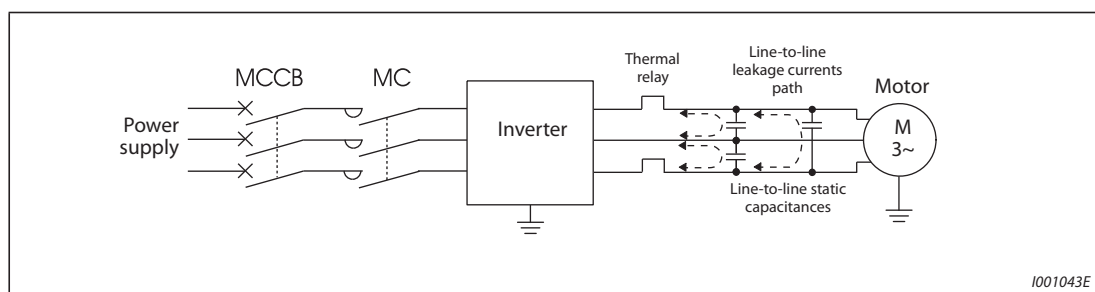 MCCB
MC
Thermal
relay
Line-to-line
leakage currents
path
Motor
Power
supply
Inverter
M
3~
Line-to-line static
capacitances
I001043E